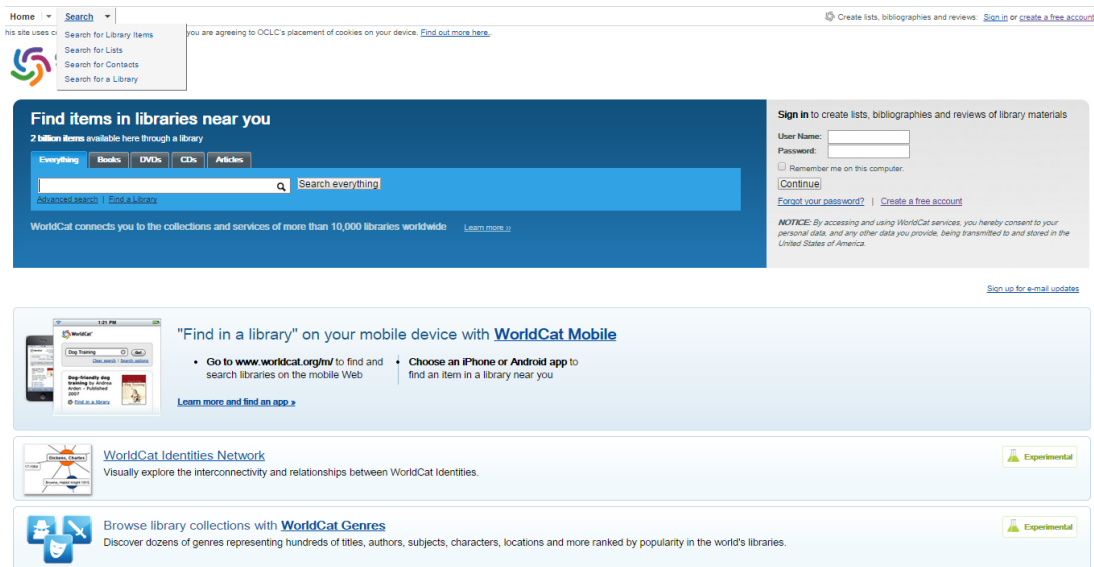 Home Search Create lists, bibliographies and reviews: Sign in or create a free account
his site uses c you are agreeing to OCLC's placement of cookies on your device. Find out more here.
Search for Library Items
Search for Lists
Search for Contacts
Search for a Library
Find items in libraries near you
2 billion items available here through a library
Everything Books DVDs CDs Articles
Search everything
Advanced search | Find a Library
WorldCat connects you to the collections and services of more than 10,000 libraries worldwide Learn more »
Sign in to create lists, bibliographies and reviews of library materials
User Name:
Password:
Remember me on this computer.
Continue
Forgot your password? | Create a free account
NOTICE: By accessing and using WorldCat services, you hereby consent to your
personal data, and any other data you provide, being transmitted to and stored in the
United States of America.
Sign up for e-mail updates
1:21 PM
WorldCat
Dog Training Go
Clear search | Search options
Dog-friendly dog
training by Andrea
Arden - Published
2007
Find in a library
"Find in a library" on your mobile device with WorldCat Mobile
• Go to www.worldcat.org/m/ to find and
search libraries on the mobile Web
• Choose an iPhone or Android app to
find an item in a library near you
Learn more and find an app »
Dickens, Charles
WorldCat Identities Network
Visually explore the interconnectivity and relationships between WorldCat Identities.
Experimental
Browse library collections with WorldCat Genres
Discover dozens of genres representing hundreds of titles, authors, subjects, characters, locations and more ranked by popularity in the world's libraries.
Experimental